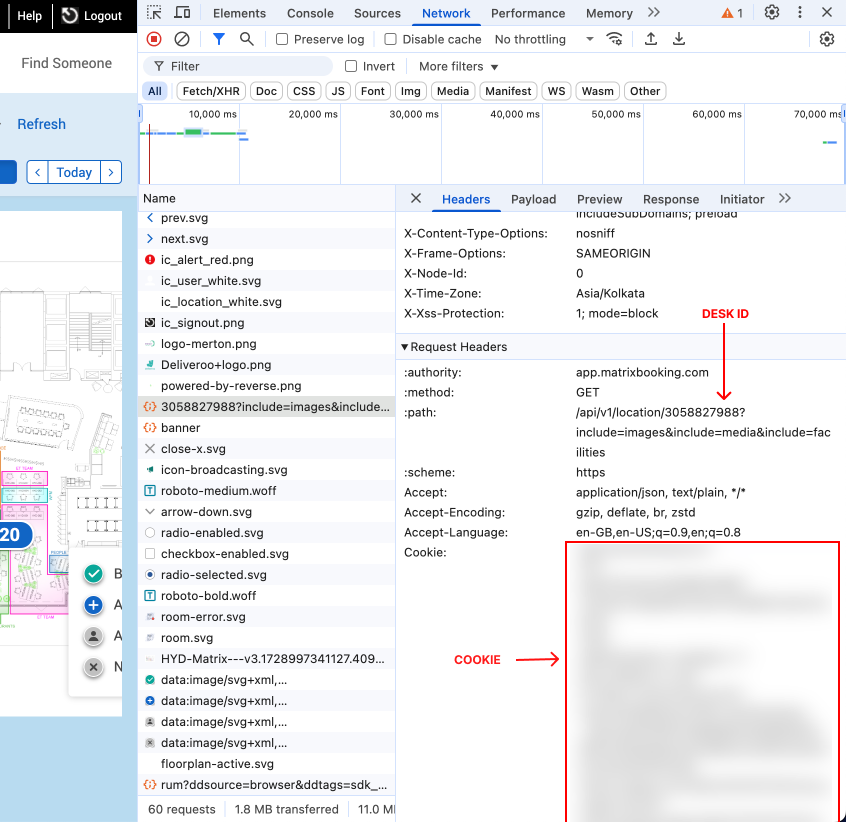 Help
Logout
Find Someone
Refresh
Today
20
B
A
A
N
Elements
Console
Sources
Network
Performance
Memory
1
Preserve log
Disable cache
No throttling
Filter
Invert
More filters
All
Fetch/XHR
Doc
CSS
JS
Font
Img
Media
Manifest
WS
Wasm
Other
10,000 ms
20,000 ms
30,000 ms
40,000 ms
50,000 ms
60,000 ms
70,000 ms
Name
prev.svg
next.svg
ic_alert_red.png
ic_user_white.svg
ic_location_white.svg
ic_signout.png
logo-merton.png
Deliveroo+logo.png
powered-by-reverse.png
3058827988?include=images&include...
banner
close-x.svg
icon-broadcasting.svg
roboto-medium.woff
arrow-down.svg
radio-enabled.svg
checkbox-enabled.svg
radio-selected.svg
roboto-bold.woff
room-error.svg
room.svg
HYD-Matrix---v3.1728997341127.409...
data:image/svg+xml,...
data:image/svg+xml,...
data:image/svg+xml,...
data:image/svg+xml,...
floorplan-active.svg
rum?ddsource=browser&ddtags=sdk_...
60 requests
1.8 MB transferred
11.0 M
Headers
Payload
Preview
Response
Initiator
includeSubDomains; preload
X-Content-Type-Options: nosniff
X-Frame-Options: SAMEORIGIN
X-Node-Id: 0
X-Time-Zone: Asia/Kolkata
X-Xss-Protection: 1; mode=block
DESK ID
Request Headers
:authority: app.matrixbooking.com
:method: GET
:path: /api/v1/location/3058827988?
include=images&include=media&include=fac
ilities
:scheme: https
Accept: application/json, text/plain, */*
Accept-Encoding: gzip, deflate, br, zstd
Accept-Language: en-GB,en-US;q=0.9,en;q=0.8
Cookie:
COOKIE